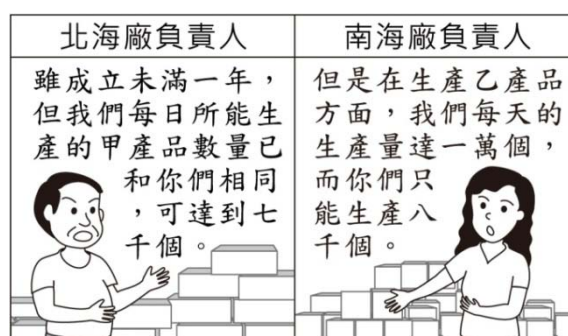 北海廠負責人
雖成立未滿一年，
但我們每日所能生
產的甲產品數量已
和你們相同
，可達到七
千個。
南海廠負責人
但是在生產乙產品
方面，我們每天的
生產量達一萬個，
而你們只
能生產八
千個。